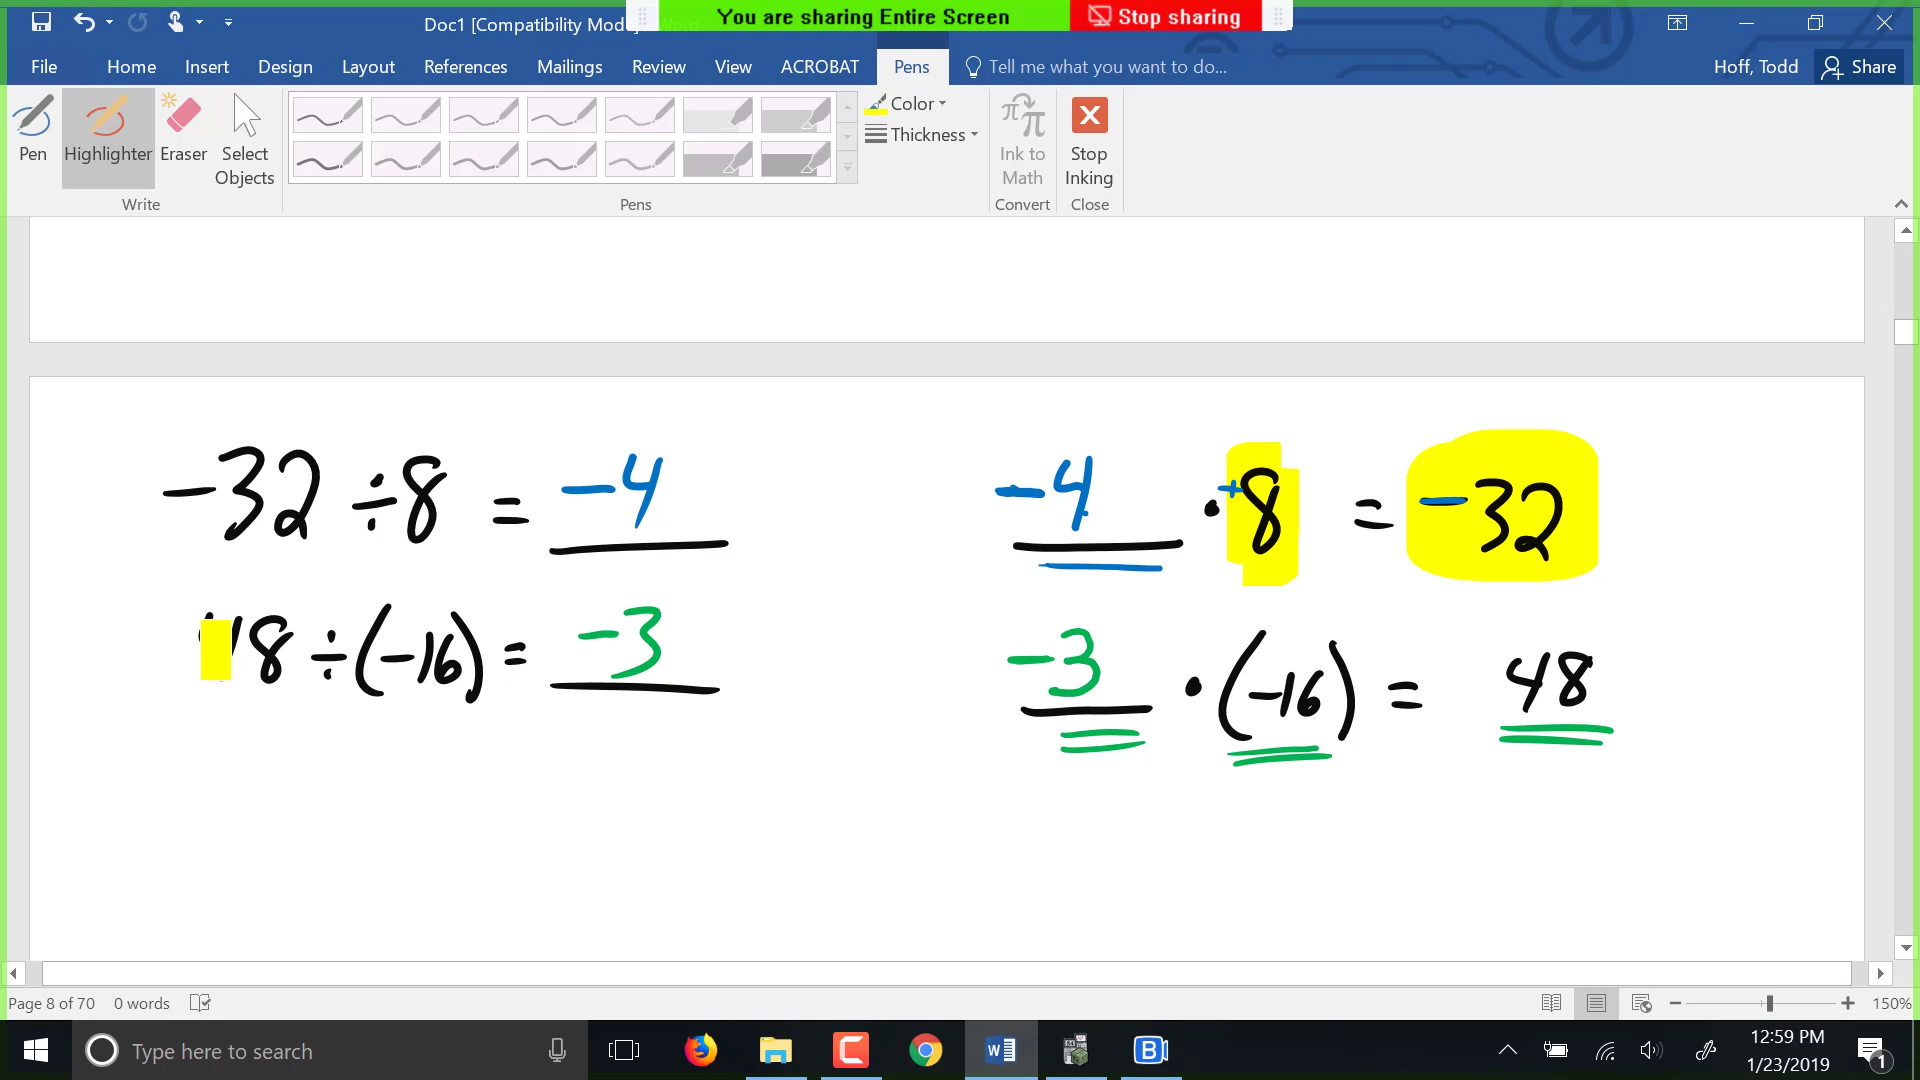 Doc1 [Compatibility Mod
You are sharing Entire Screen
Stop sharing
File Home Insert Design Layout References Mailings Review View ACROBAT Pens Tell me what you want to do... Hoff, Todd Share
Pen Highlighter Eraser Select Objects
Color
Thickness
Ink to Math
Stop Inking
Write Pens Convert Close
-32 ÷ 8 = -4
-4 · +8 = -32
48 ÷ (-16) = -3
-3 · (-16) = 48
Page 8 of 70 0 words 150%
Type here to search
12:59 PM
1/23/2019
1